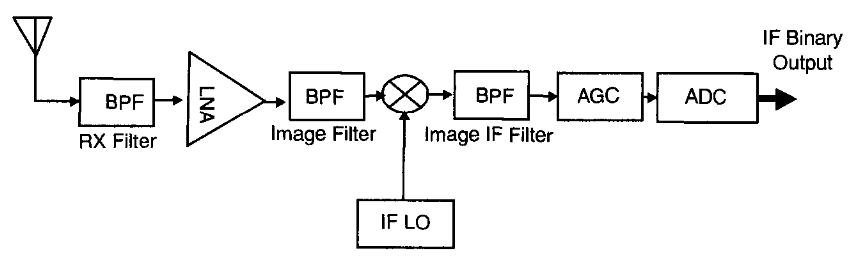 IF Binary
Output
BPF
LNA
BPF
BPF
AGC
ADC
RX Filter
Image Filter
Image IF Filter
IF LO